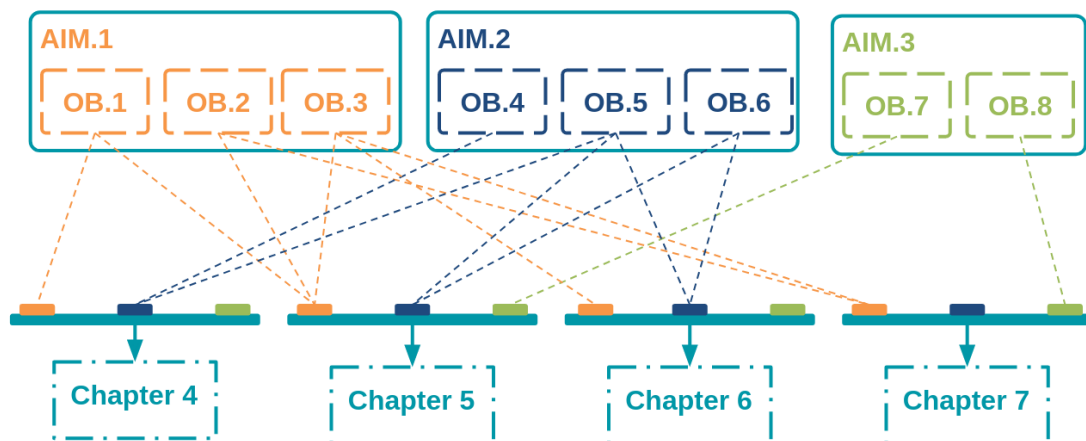 AIM.1
AIM.2
AIM.3
OB.1
OB.2
OB.3
OB.4
OB.5
OB.6
OB.7
OB.8
Chapter 4
Chapter 5
Chapter 6
Chapter 7